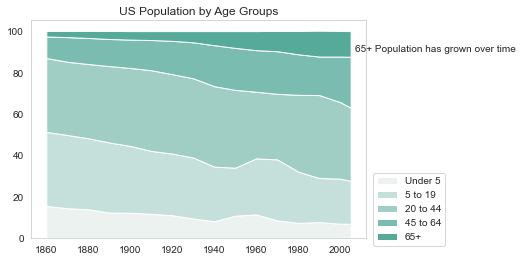 US Population by Age Groups
100
80
60
40
20
0
65+ Population has grown over time
Under 5
5 to 19
20 to 44
45 to 64
65+
1860
1880
1900
1920
1940
1960
1980
2000